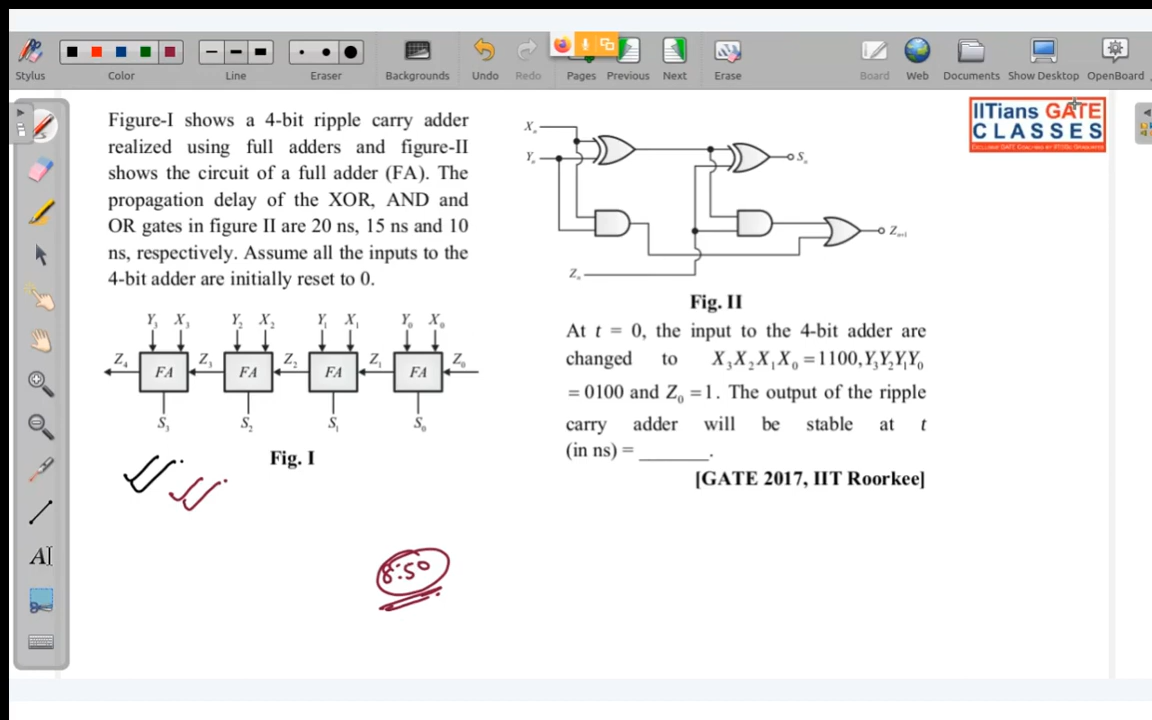 Stylus Color Line Eraser Backgrounds Undo Redo Pages Previous Next Erase Board Web Documents Show Desktop OpenBoard
Figure-I shows a 4-bit ripple carry adder
realized using full adders and figure-II
shows the circuit of a full adder (FA). The
propagation delay of the XOR, AND and
OR gates in figure II are 20 ns, 15 ns and 10
ns, respectively. Assume all the inputs to the
4-bit adder are initially reset to 0.
Y₃ X₃ Y₂ X₂ Y₁ X₁ Y₀ X₀
Z₄ FA Z₃ FA Z₂ FA Z₁ FA Z₀
S₃ S₂ S₁ S₀
Fig. I
8:50
Xₙ
Yₙ
Sₙ
Zₙ₊₁
Zₙ
Fig. II
At t = 0, the input to the 4-bit adder are
changed to X₃X₂X₁X₀ =1100,Y₃Y₂Y₁Y₀
= 0100 and Z₀ =1. The output of the ripple
carry adder will be stable at t
(in ns) = _______.
[GATE 2017, IIT Roorkee]
IITians GATE
CLASSES
AI